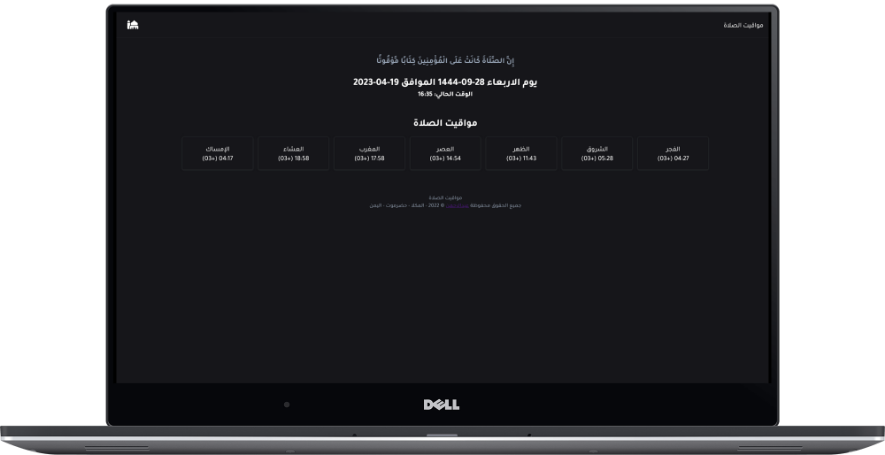 مواقيت الصلاة
إِنَّ الصَّلَاةَ كَانَتْ عَلَى الْمُؤْمِنِينَ كِتَابًا مَّوْقُوتًا
يوم الاربعاء 28-09-1444 الموافق 19-04-2023
الوقت الحالي: 16:35
مواقيت الصلاة
الفجر
04:27 (+03)
الشروق
05:28 (+03)
الظهر
11:43 (+03)
العصر
14:54 (+03)
المغرب
17:58 (+03)
العشاء
18:58 (+03)
الإمساك
04:17 (+03)
مواقيت الصلاة
جميع الحقوق محفوظة © 2022 - المكلا - حضرموت - اليمن
DELL